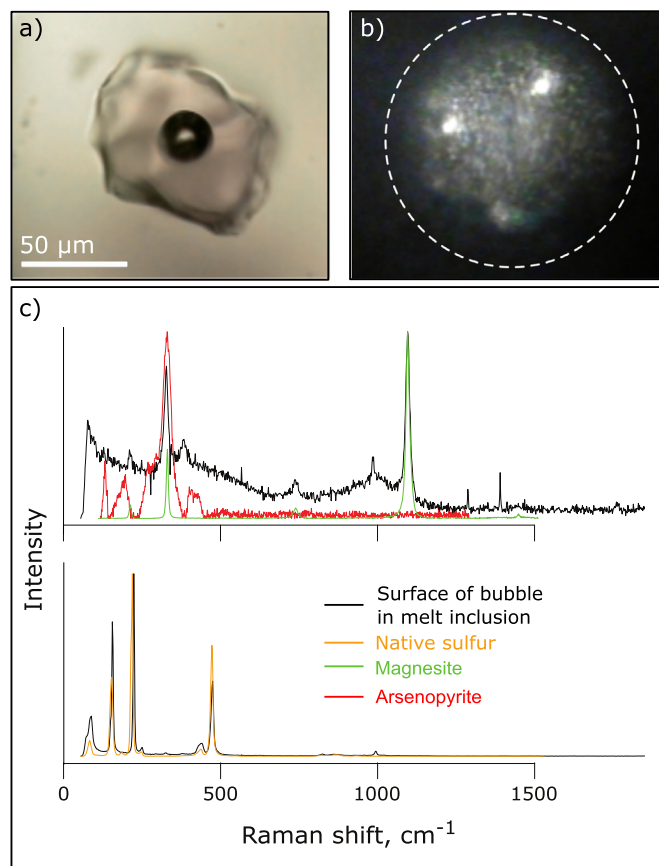 a)
b)
50 µm
c)
Intensity
Surface of bubble
in melt inclusion
Native sulfur
Magnesite
Arsenopyrite
0
500
1000
1500
Raman shift, cm-1